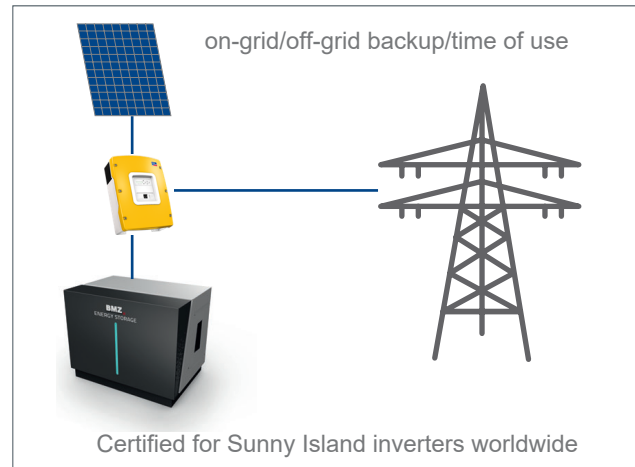 on-grid/off-grid backup/time of use
BMZ
ENERGY STORAGE
Certified for Sunny Island inverters worldwide